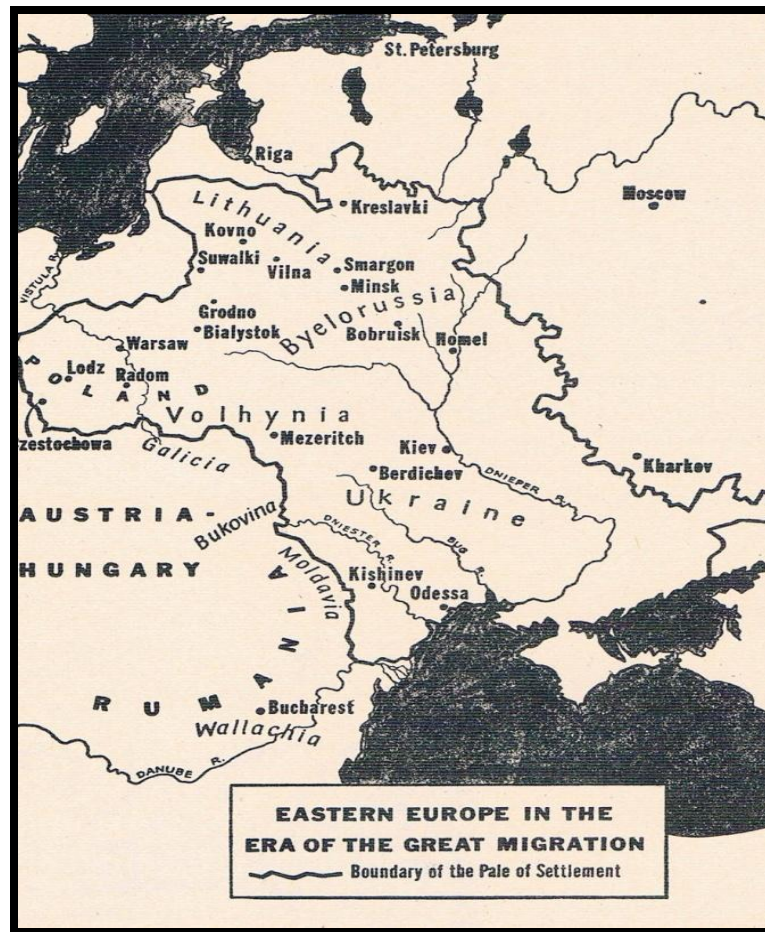 St. Petersburg
Riga
Moscow
Kreslavki
Lithuania
Kovno
Suwalki
Vilna
Smargon
Minsk
VISTULA R.
Grodno
Bialystok
Byelorussia
Bobruisk
Homel
Warsaw
Lodz
Radom
POLAND
Volhynia
Mezeritch
zestochowa
Galicia
Kiev
Berdichev
DNIEPER R.
Kharkov
Ukraine
AUSTRIA-
HUNGARY
Bukovina
DNIESTER R.
BUG R.
Moldavia
Kishinev
Odessa
RUMANIA
Bucharest
Wallachia
DANUBE R.
EASTERN EUROPE IN THE
ERA OF THE GREAT MIGRATION
Boundary of the Pale of Settlement